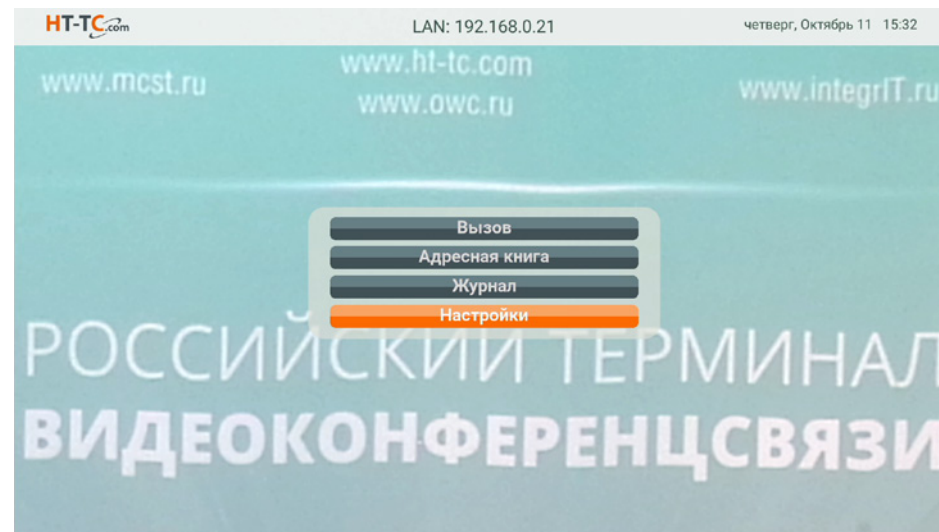 HT-TC.com
LAN: 192.168.0.21
четверг, Октябрь 11 15:32
www.mcst.ru
www.ht-tc.com
www.owc.ru
www.integrIT.ru
Вызов
Адресная книга
Журнал
Настройки
РОССИЙСКИЙ ТЕРМИНАЛ
ВИДЕОКОНФЕРЕНЦСВЯЗИ